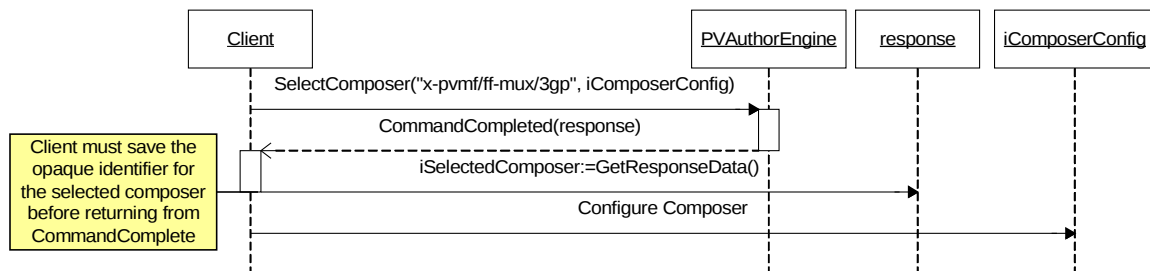 Client
PVAuthorEngine
response
iComposerConfig
SelectComposer("x-pvmf/ff-mux/3gp", iComposerConfig)
CommandCompleted(response)
iSelectedComposer:=GetResponseData()
Configure Composer
Client must save the
opaque identifier for
the selected composer
before returning from
CommandComplete